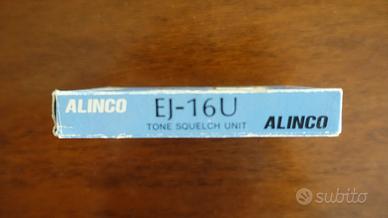 ALINCO EJ-16U
TONE SQUELCH UNIT ALINCO
subito